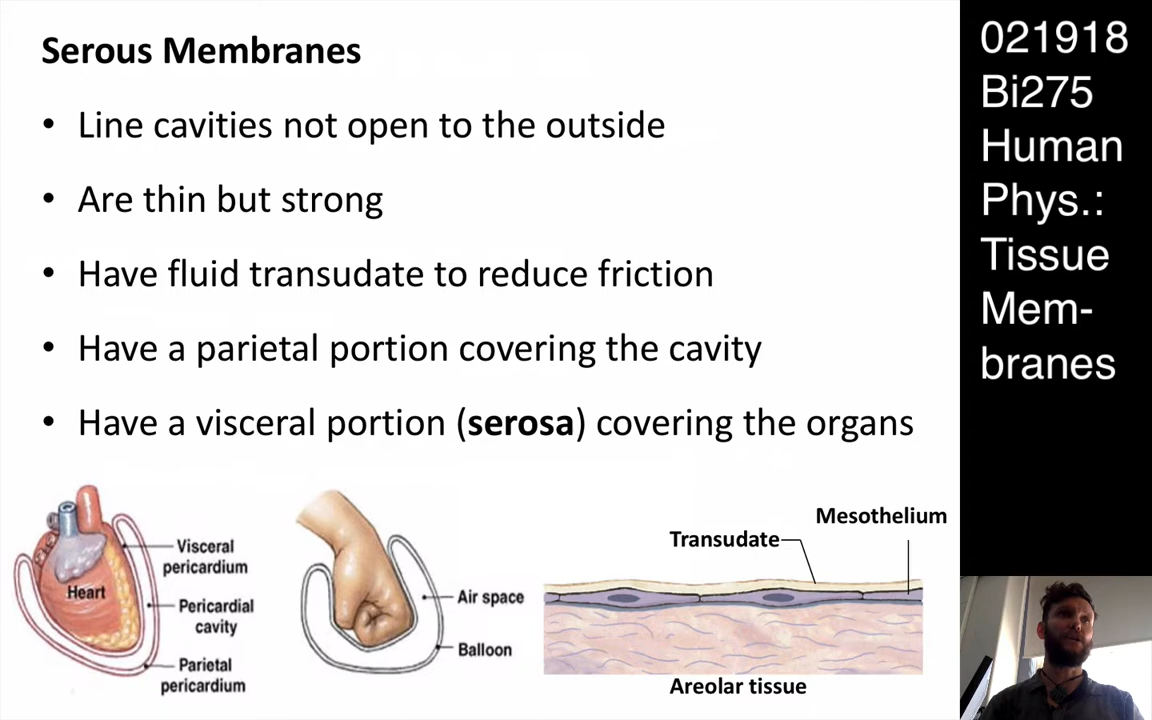 Serous Membranes
• Line cavities not open to the outside
• Are thin but strong
• Have fluid transudate to reduce friction
• Have a parietal portion covering the cavity
• Have a visceral portion (serosa) covering the organs
Heart
Visceral
pericardium
Pericardial
cavity
Parietal
pericardium
Air space
Balloon
Mesothelium
Transudate
Areolar tissue
021918
Bi275
Human
Phys.:
Tissue
Mem-
branes